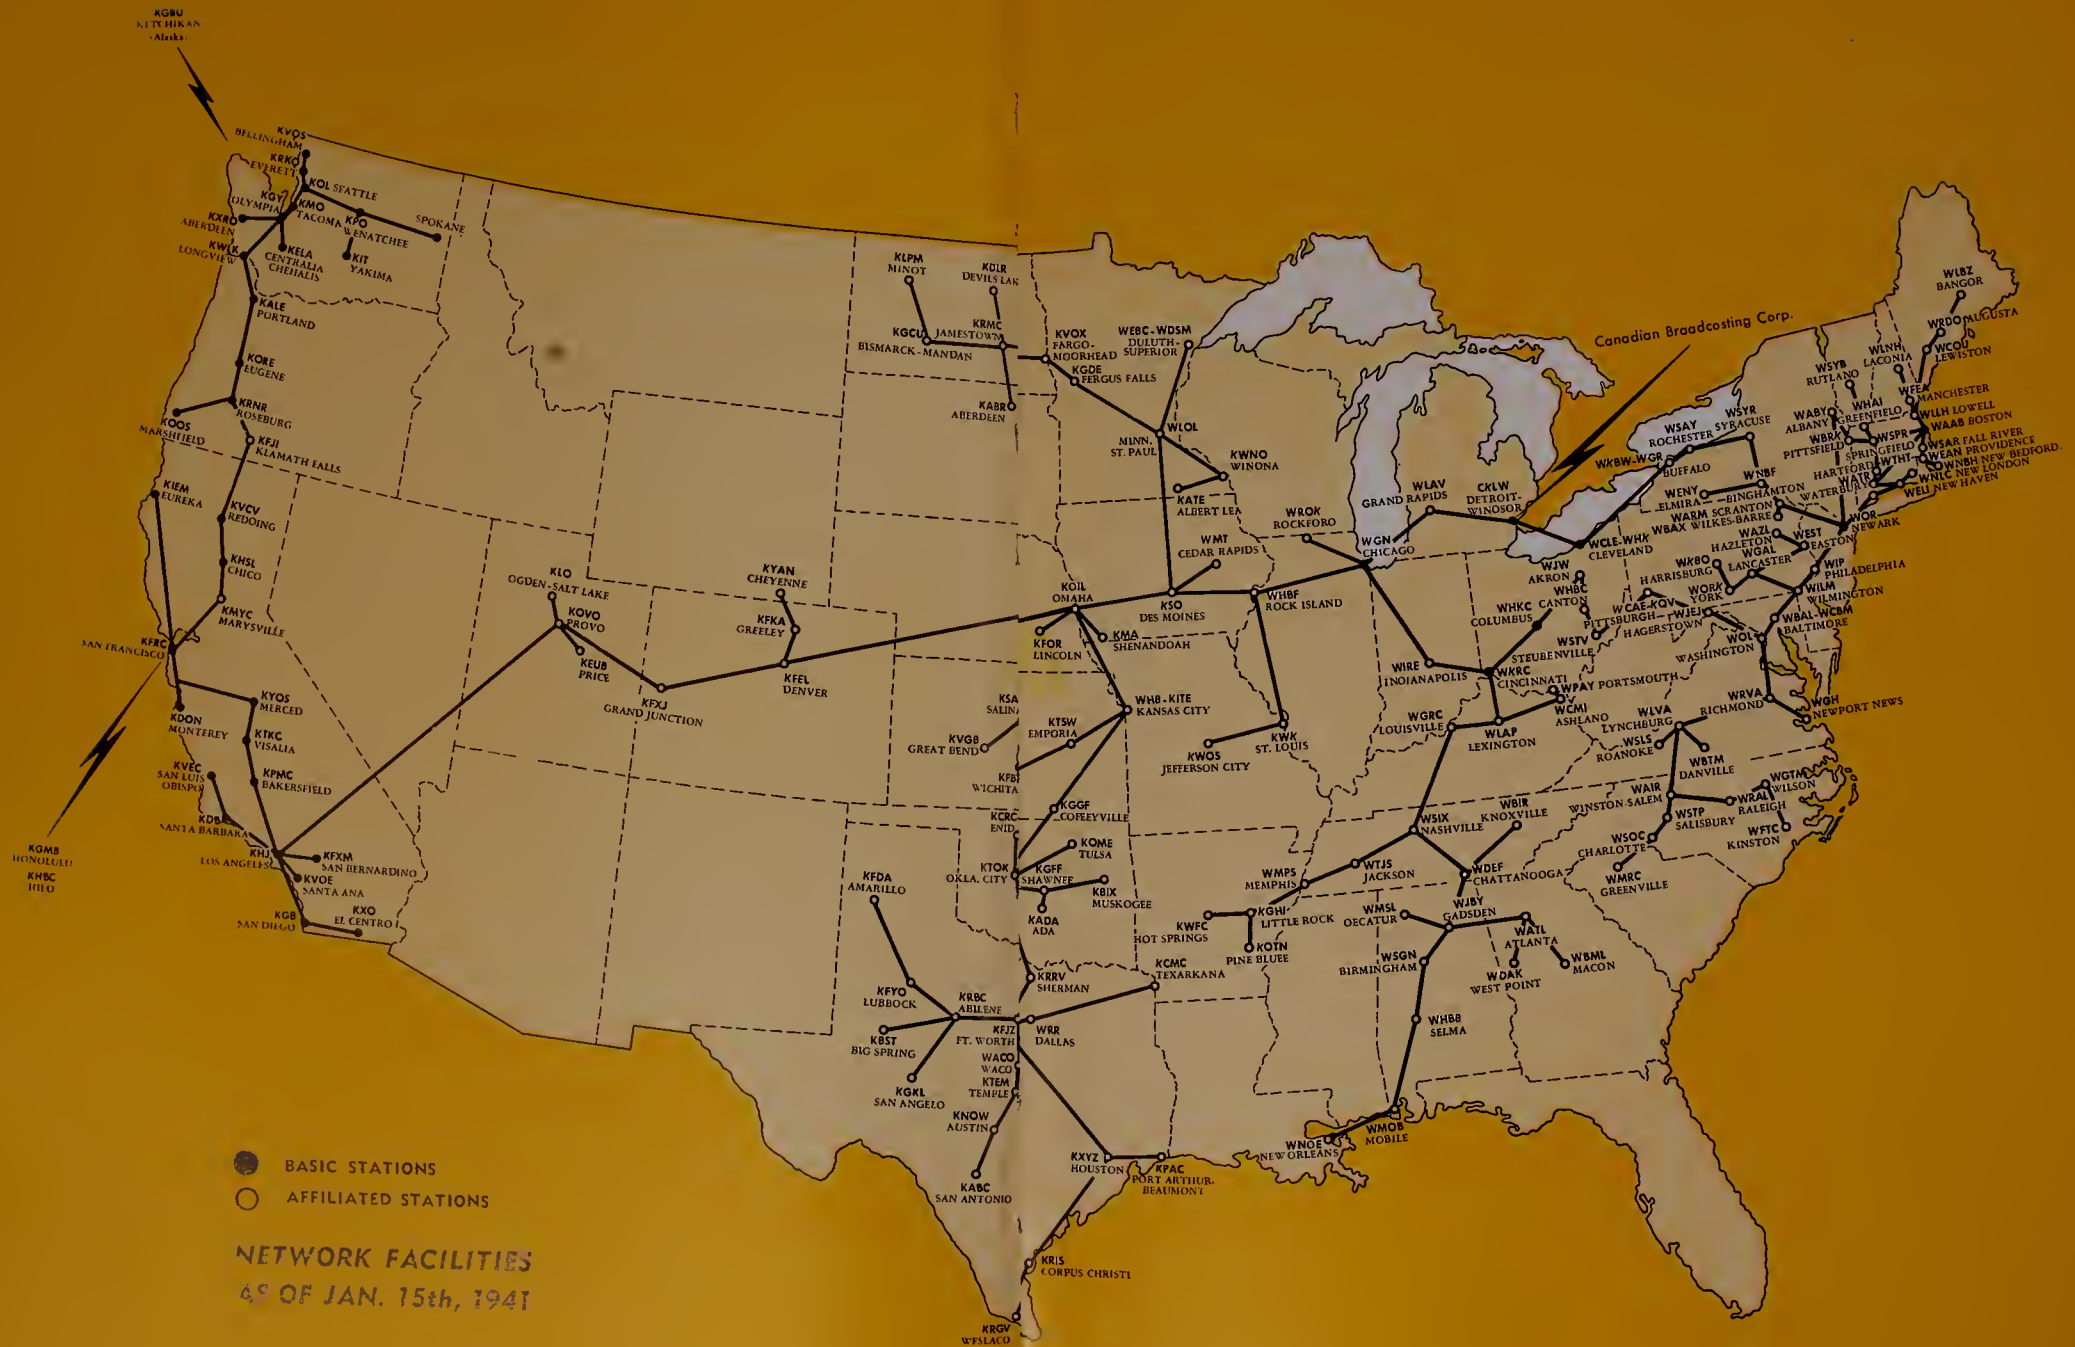 KGBU
KETCHIKAN
(Alaska)
KVOS
BELLINGHAM
KRKO
EVERETT
KOL SEATTLE
KGY
OLYMPIA
KMO
TACOMA
KPO
WENATCHEE
SPOKANE
KXRO
ABERDEEN
KWLK
LONGVIEW
KELA
CENTRALIA
CHEHALIS
KIT
YAKIMA
KALE
PORTLAND
KORE
EUGENE
KRNR
ROSEBURG
KOOS
MARSHFIELD
KFJI
KLAMATH FALLS
KIEM
EUREKA
KVCV
REDDING
KHSL
CHICO
KMYC
MARYSVILLE
KFRC
SAN FRANCISCO
KDON
MONTEREY
KYOS
MERCED
KTKC
VISALIA
KPMC
BAKERSFIELD
KVEC
SAN LUIS
OBISPO
KDB
SANTA BARBARA
KHJ
LOS ANGELES
KFXM
SAN BERNARDINO
KVOE
SANTA ANA
KGB
SAN DIEGO
KXO
EL CENTRO
KGMB
HONOLULU
KHBC
HILO
KLO
OGDEN-SALT LAKE
KOVO
PROVO
KEUB
PRICE
KFXJ
GRAND JUNCTION
KYAN
CHEYENNE
KFKA
GREELEY
KFEL
DENVER
KLPM
MINOT
KDLR
DEVILS LAK
KGCU
BISMARCK-MANDAN
KRMC
JAMESTOWN
KABR
ABERDEEN
KVOX
FARGO-
MOORHEAD
KGDE
FERGUS FALLS
WEBC-WDSM
DULUTH-
SUPERIOR
WLOL
MINN.
ST. PAUL
KWNO
WINONA
KATE
ALBERT LEA
WROK
ROCKFORD
WMT
CEDAR RAPIDS
WGN
CHICAGO
KOIL
OMAHA
KSO
DES MOINES
WHBF
ROCK ISLAND
KFOR
LINCOLN
KMA
SHENANDOAH
KSA
SALIN
KVGB
GREAT BEND
KTSW
EMPORIA
WHB-KITE
KANSAS CITY
KFB
WICHITA
KWOS
JEFFERSON CITY
KWK
ST. LOUIS
KGGF
COFFEYVILLE
KCRC
ENID
KOME
TULSA
KTOK
OKLA. CITY
KGFF
SHAWNEE
KBIX
MUSKOGEE
KADA
ADA
KFDA
AMARILLO
KFYO
LUBBOCK
KRBC
ABILENE
KBST
BIG SPRING
KGKL
SAN ANGELO
KRRV
SHERMAN
KCMC
TEXARKANA
KFJZ
FT. WORTH
WRR
DALLAS
WACO
WACO
KTEM
TEMPLE
KNOW
AUSTIN
KABC
SAN ANTONIO
KXYZ
HOUSTON
KPAC
PORT ARTHUR-
BEAUMONT
KRIS
CORPUS CHRISTI
KRGV
WESLACO
KWFC
HOT SPRINGS
KGHI
LITTLE ROCK
KOTN
PINE BLUFF
WMPS
MEMPHIS
WTJS
JACKSON
WSIX
NASHVILLE
WBIR
KNOXVILLE
WDEF
CHATTANOOGA
WMSL
DECATUR
WJBY
GADSDEN
WATL
ATLANTA
WBML
MACON
WDAK
WEST POINT
WSGN
BIRMINGHAM
WHBB
SELMA
WMOB
MOBILE
WNOE
NEW ORLEANS
WLAV
GRAND RAPIDS
CKLW
DETROIT-
WINDSOR
Canadian Broadcasting Corp.
WCLE-WHK
CLEVELAND
WJW
AKRON
WHBC
CANTON
WHKC
COLUMBUS
WSTV
STEUBENVILLE
WIRE
INDIANAPOLIS
WKRC
CINCINNATI
WPAY PORTSMOUTH
WCMI
ASHLAND
WGRC
LOUISVILLE
WLAP
LEXINGTON
WCAE-KQV
PITTSBURGH
WJEJ
HAGERSTOWN
WKBW-WGR
BUFFALO
WSAY
ROCHESTER
WSYR
SYRACUSE
WENY
ELMIRA
WNBF
BINGHAMTON
WARM SCRANTON
WBAX WILKES-BARRE
WAZL
HAZLETON
WEST
EASTON
WGAL
LANCASTER
WKBO
HARRISBURG
WORK
YORK
WIP
PHILADELPHIA
WILM
WILMINGTON
WBAL-WCBM
BALTIMORE
WOL
WASHINGTON
WRVA
RICHMOND
WGH
NEWPORT NEWS
WLVA
LYNCHBURG
WSLS
ROANOKE
WBTM
DANVILLE
WAIR
WINSTON-SALEM
WRAL
RALEIGH
WGTM
WILSON
WFTC
KINSTON
WSTP
SALISBURY
WSOC
CHARLOTTE
WMRC
GREENVILLE
WOR
NEWARK
WLBZ
BANGOR
WRDO AUGUSTA
WCOU
LEWISTON
WLNH
LACONIA
WSYB
RUTLAND
WFEA
MANCHESTER
WLLH LOWELL
WAAB BOSTON
WHAI
GREENFIELD
WABY
ALBANY
WBRK
PITTSFIELD
WSPR
SPRINGFIELD
WSAR FALL RIVER
WEAN PROVIDENCE
WNBH NEW BEDFORD.
WTHT
HARTFORD
WNLC NEW LONDON
WATR
WATERBURY
WELI NEW HAVEN
BASIC STATIONS
AFFILIATED STATIONS
NETWORK FACILITIES
AS OF JAN. 15th, 1941